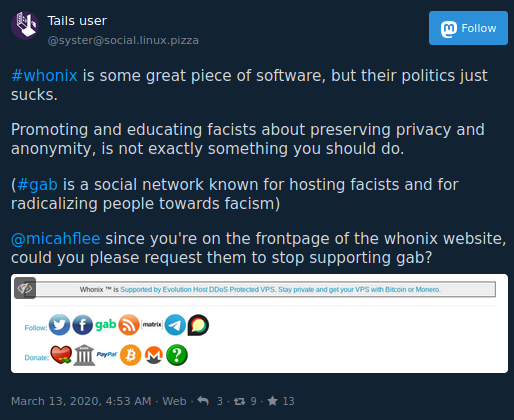 Tails user
@syster@social.linux.pizza
Follow
#whonix is some great piece of software, but their politics just
sucks.
Promoting and educating facists about preserving privacy and
anonymity, is not exactly something you should do.
(#gab is a social network known for hosting facists and for
radicalizing people towards facism)
@micahflee since you're on the frontpage of the whonix website,
could you please request them to stop supporting gab?
Whonix ™ is Supported by Evolution Host DDoS Protected VPS. Stay private and get your VPS with Bitcoin or Monero.
Follow: gab matrix
Donate: PayPal ?
March 13, 2020, 4:53 AM · Web · 3 · 9 · 13